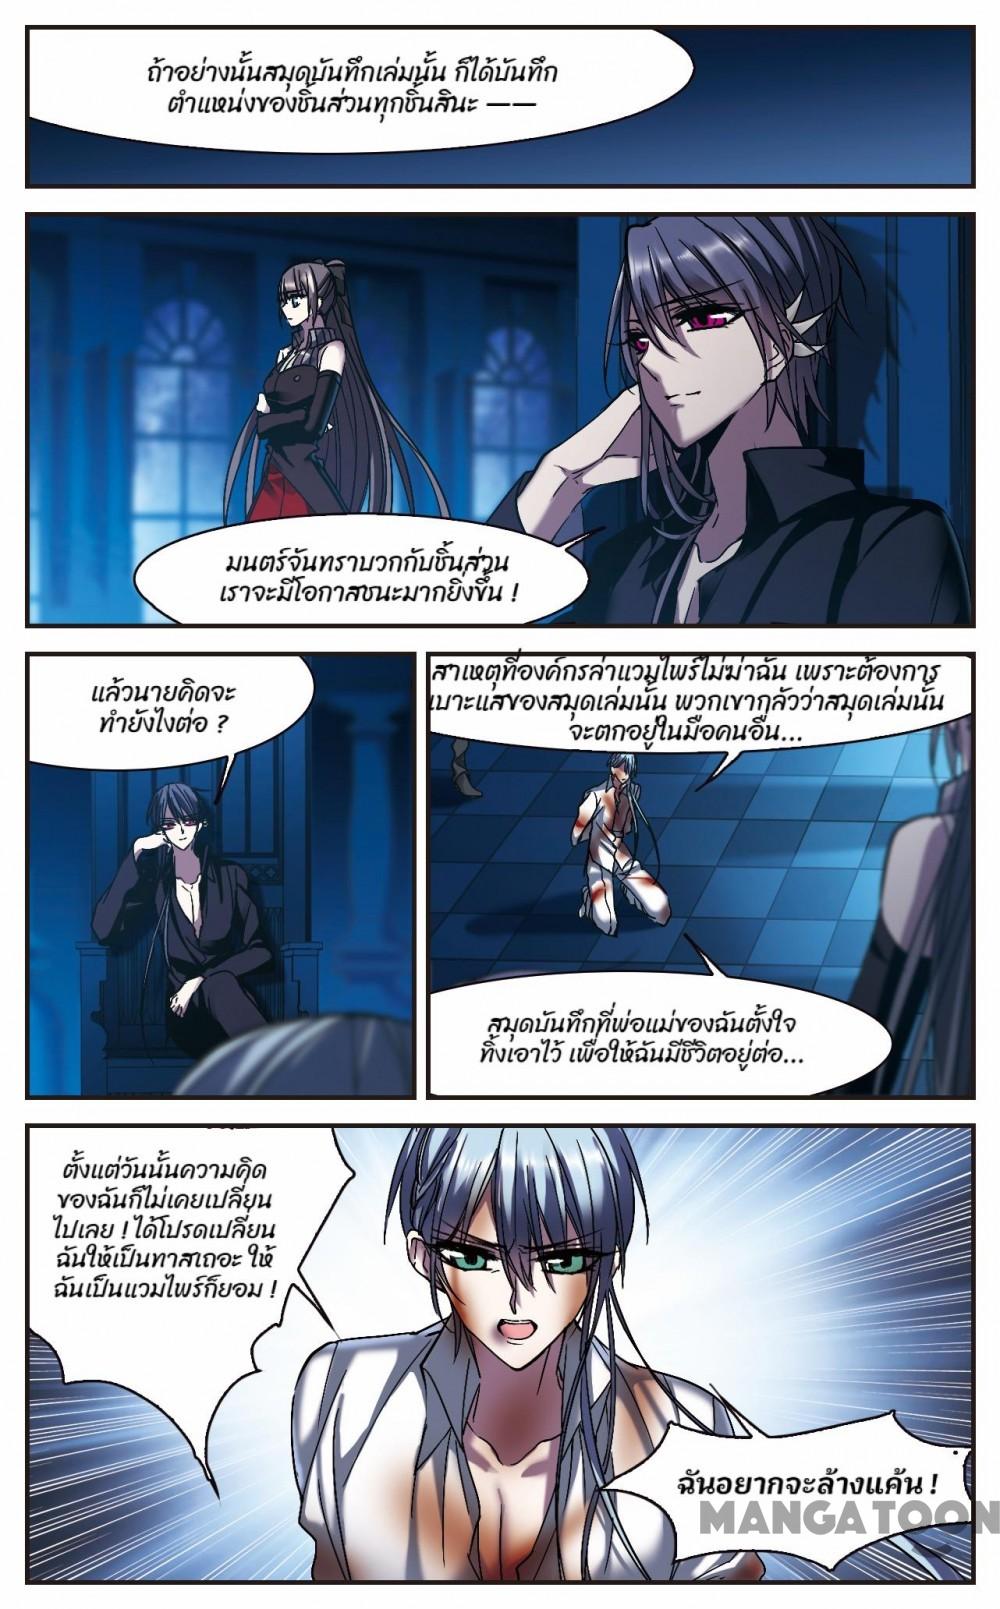 ถ้าอย่างนั้นสมุดบันทึกเล่มนั้น ก็ได้บันทึก
ตำแหน่งของชิ้นส่วนทุกชิ้นสินะ ——
มนตร์จันทราบวกกับชิ้นส่วน
เราจะมีโอกาสชนะมากยิ่งขึ้น !
แล้วนายคิดจะ
ทำยังไงต่อ ?
สาเหตุที่องค์กรล่าแวมไพร์ไม่ฆ่าฉัน เพราะต้องการ
เบาะแสของสมุดเล่มนั้น พวกเขากลัวว่าสมุดเล่มนั้น
จะตกอยู่ในมือคนอื่น...
สมุดบันทึกที่พ่อแม่ของฉันตั้งใจ
ทิ้งเอาไว้ เพื่อให้ฉันมีชีวิตอยู่ต่อ...
ตั้งแต่วันนั้นความคิด
ของฉันก็ไม่เคยเปลี่ยน
ไปเลย ! ได้โปรดเปลี่ยน
ฉันให้เป็นทาสเถอะ ให้
ฉันเป็นแวมไพร์ก็ยอม !
ฉันอยากจะล้างแค้น !
MANGATOON